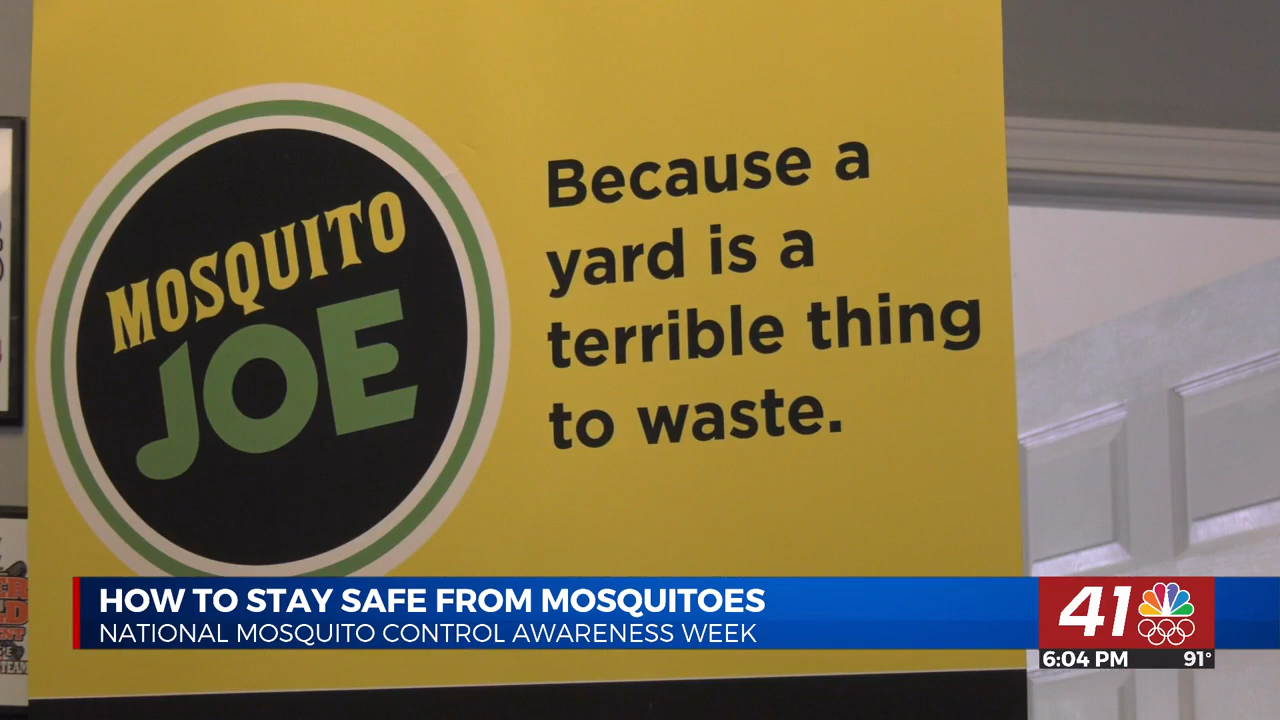 MOSQUITO
JOE
Because a
yard is a
terrible thing
to waste.
HOW TO STAY SAFE FROM MOSQUITOES
NATIONAL MOSQUITO CONTROL AWARENESS WEEK
41
6:04 PM 91°
TEAM